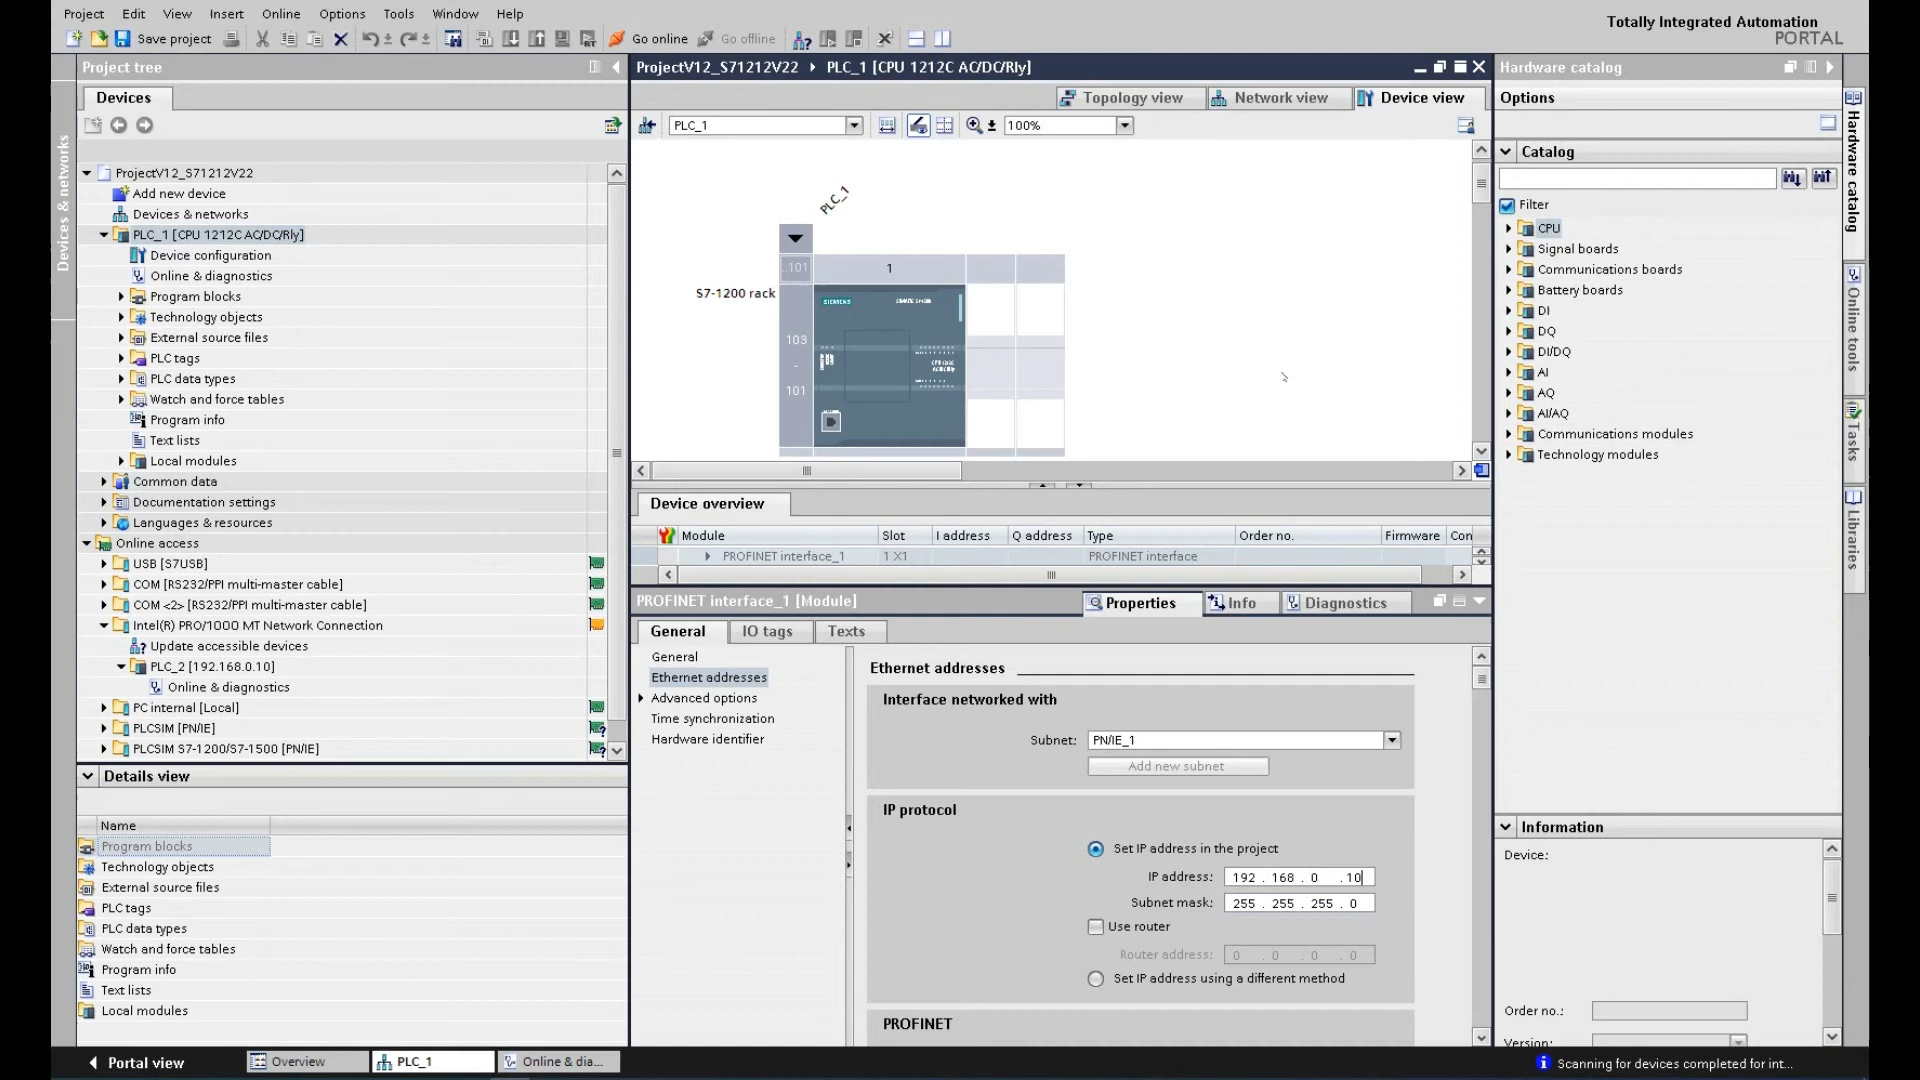 Project Edit View Insert Online Options Tools Window Help
Totally Integrated Automation
PORTAL
Save project
Go online
Go offline
Project tree
Devices
Devices & networks
ProjectV12_S71212V22
Add new device
Devices & networks
PLC_1 [CPU 1212C AC/DC/Rly]
Device configuration
Online & diagnostics
Program blocks
Technology objects
External source files
PLC tags
PLC data types
Watch and force tables
Program info
Text lists
Local modules
Common data
Documentation settings
Languages & resources
Online access
USB [S7USB]
COM [RS232/PPI multi-master cable]
COM <2> [RS232/PPI multi-master cable]
Intel(R) PRO/1000 MT Network Connection
Update accessible devices
PLC_2 [192.168.0.10]
Online & diagnostics
PC internal [Local]
PLCSIM [PN/IE]
PLCSIM S7-1200/S7-1500 [PN/IE]
Details view
Name
Program blocks
Technology objects
External source files
PLC tags
PLC data types
Watch and force tables
Program info
Text lists
Local modules
ProjectV12_S71212V22 PLC_1 [CPU 1212C AC/DC/Rly]
Topology view
Network view
Device view
PLC_1
100%
PLC_1
S7-1200 rack
..101
1
103
-
101
SIEMENS
Device overview
Module Slot I address Q address Type Order no. Firmware Con
PROFINET interface_1 1 X1 PROFINET interface
PROFINET interface_1 [Module]
Properties
Info
Diagnostics
General
IO tags
Texts
General
Ethernet addresses
Advanced options
Time synchronization
Hardware identifier
Ethernet addresses
Interface networked with
Subnet: PN/IE_1
Add new subnet
IP protocol
Set IP address in the project
IP address: 192 . 168 . 0 . 10
Subnet mask: 255 . 255 . 255 . 0
Use router
Router address: 0 . 0 . 0 . 0
Set IP address using a different method
PROFINET
Hardware catalog
Options
Catalog
Filter
CPU
Signal boards
Communications boards
Battery boards
DI
DQ
DI/DQ
AI
AQ
AI/AQ
Communications modules
Technology modules
Information
Device:
Order no.:
Version:
Hardware catalog
Online tools
Tasks
Libraries
Portal view
Overview
PLC_1
Online & dia...
Scanning for devices completed for int...